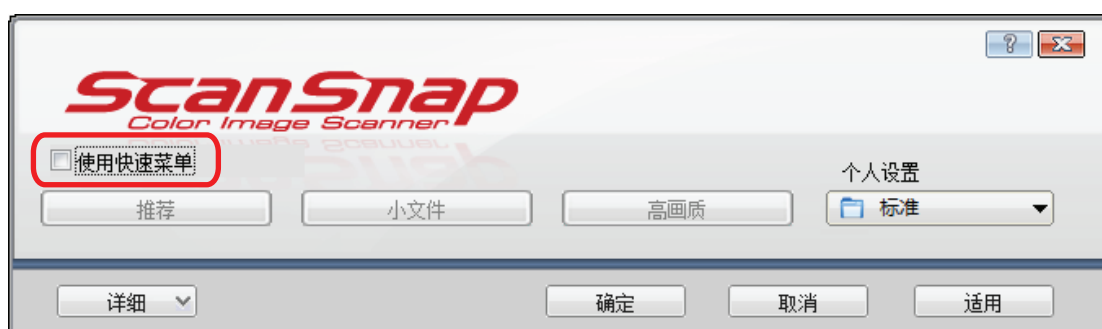 ScanSnap
Color Image Scanner
使用快速菜单
个人设置
推荐 小文件 高画质 标准
详细 确定 取消 适用